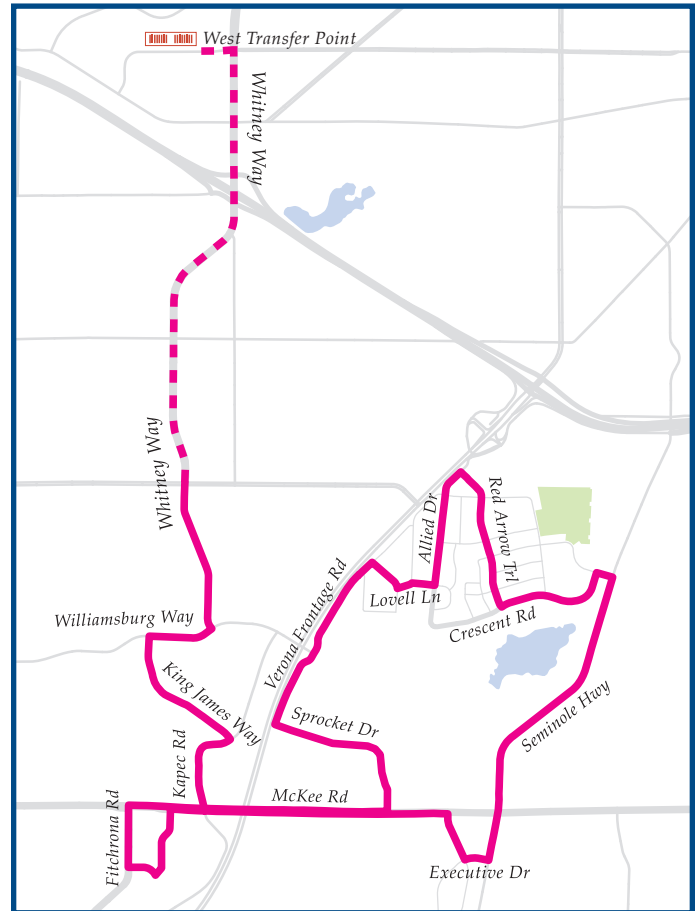 West Transfer Point
Whitney Way
Whitney Way
Red Arrow Trl
Allied Dr
Lovell Ln
Verona Frontage Rd
Williamsburg Way
Crescent Rd
King James Way
Seminole Hwy
Sprocket Dr
Kapec Rd
McKee Rd
Fitchrona Rd
Executive Dr